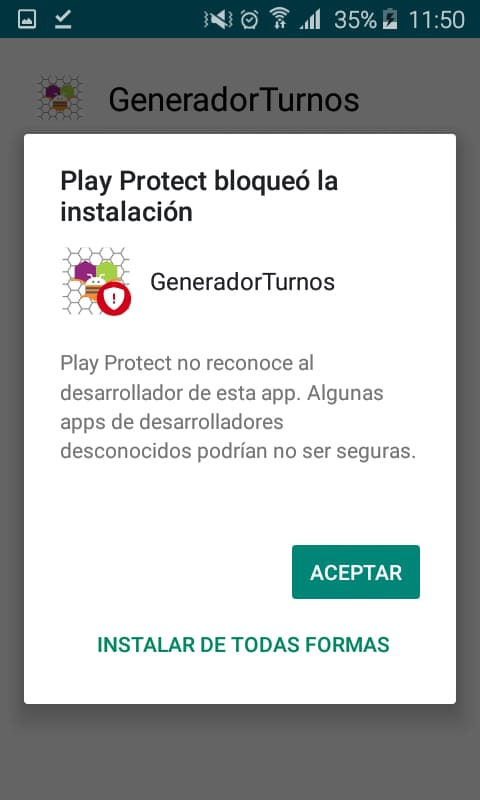 35% 11:50
GeneradorTurnos
Play Protect bloqueó la
instalación
GeneradorTurnos
Play Protect no reconoce al
desarrollador de esta app. Algunas
apps de desarrolladores
desconocidos podrían no ser seguras.
ACEPTAR
INSTALAR DE TODAS FORMAS